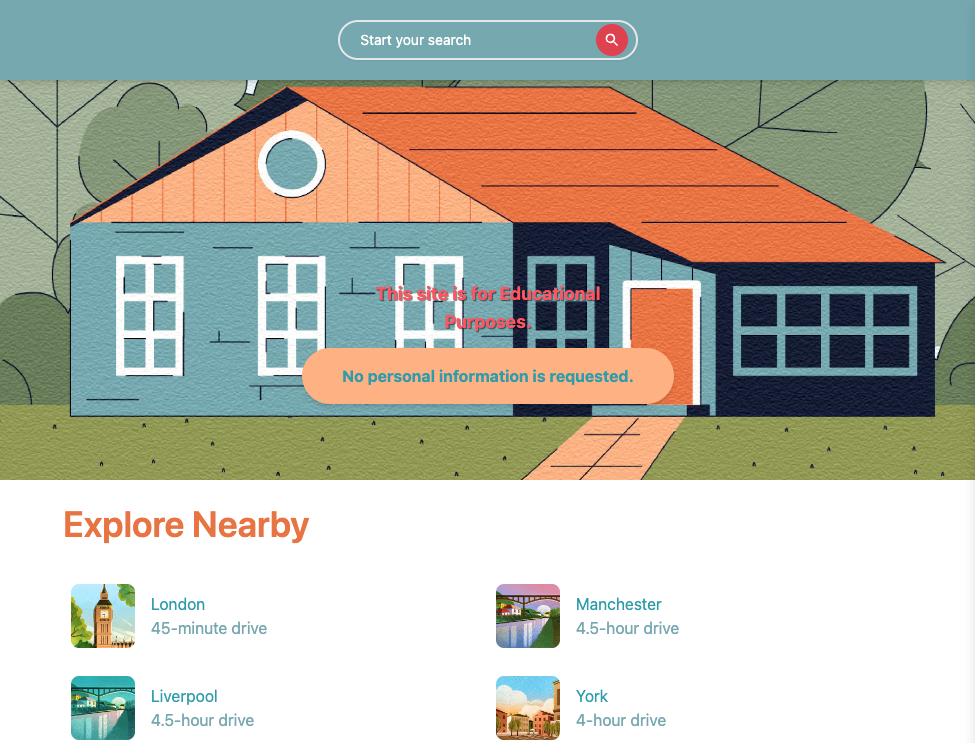 Start your search
This site is for Educational
Purposes.
No personal information is requested.
Explore Nearby
London
45-minute drive
Manchester
4.5-hour drive
Liverpool
4.5-hour drive
York
4-hour drive